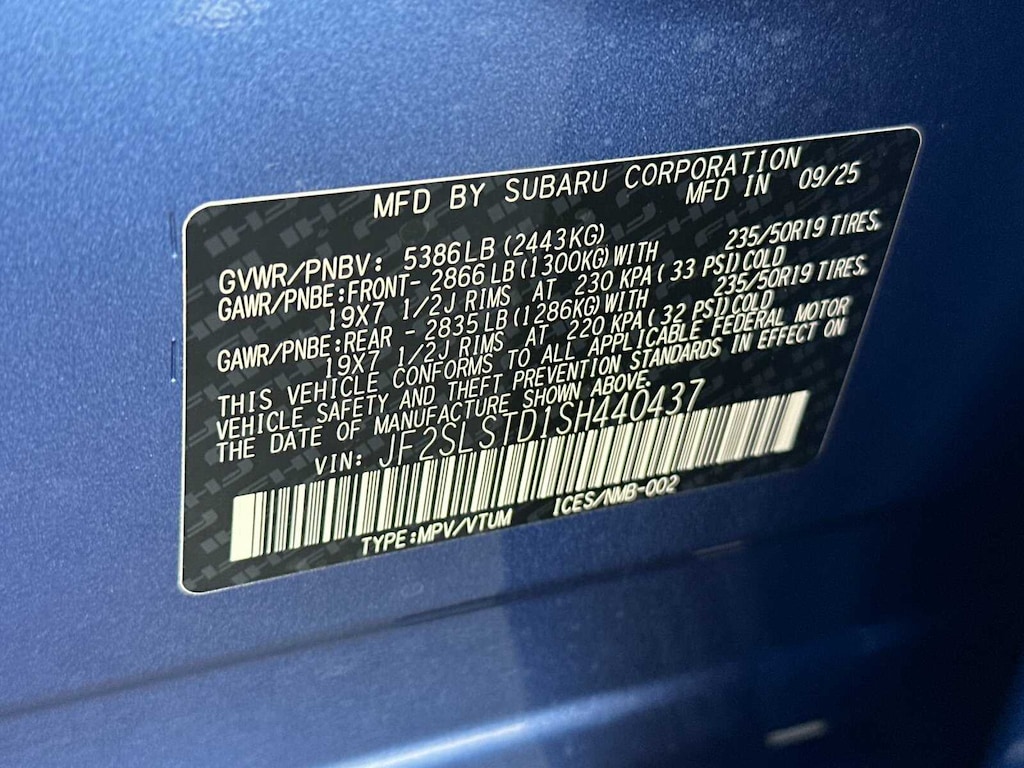 MFD BY SUBARU CORPORATION
MFD IN 09/25
GVWR/PNBV: 5386LB (2443KG)
GAWR/PNBE:FRONT- 2866LB(1300KG)WITH 235/50R19 TIRES,
19X7 1/2J RIMS AT 230 KPA(33 PSI)COLD
GAWR/PNBE:REAR - 2835LB(1286KG)WITH 235/50R19 TIRES,
19X7 1/2J RIMS AT 220 KPA(32 PSI)COLD
THIS VEHICLE CONFORMS TO ALL APPLICABLE FEDERAL MOTOR
VEHICLE SAFETY AND THEFT PREVENTION STANDARDS IN EFFECT ON
THE DATE OF MANUFACTURE SHOWN ABOVE.
VIN: JF2SLSTD1SH440437
TYPE:MPV/VTUM ICES/NMB-002